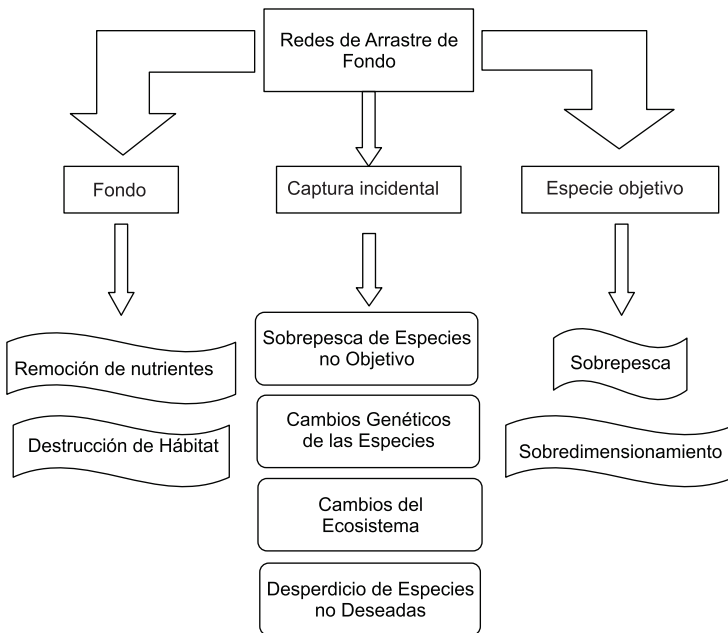 Redes de Arrastre de
Fondo
Fondo
Captura incidental
Especie objetivo
Remoción de nutrientes
Destrucción de Hábitat
Sobrepesca de Especies
no Objetivo
Cambios Genéticos
de las Especies
Cambios del
Ecosistema
Desperdicio de Especies
no Deseadas
Sobrepesca
Sobredimensionamiento